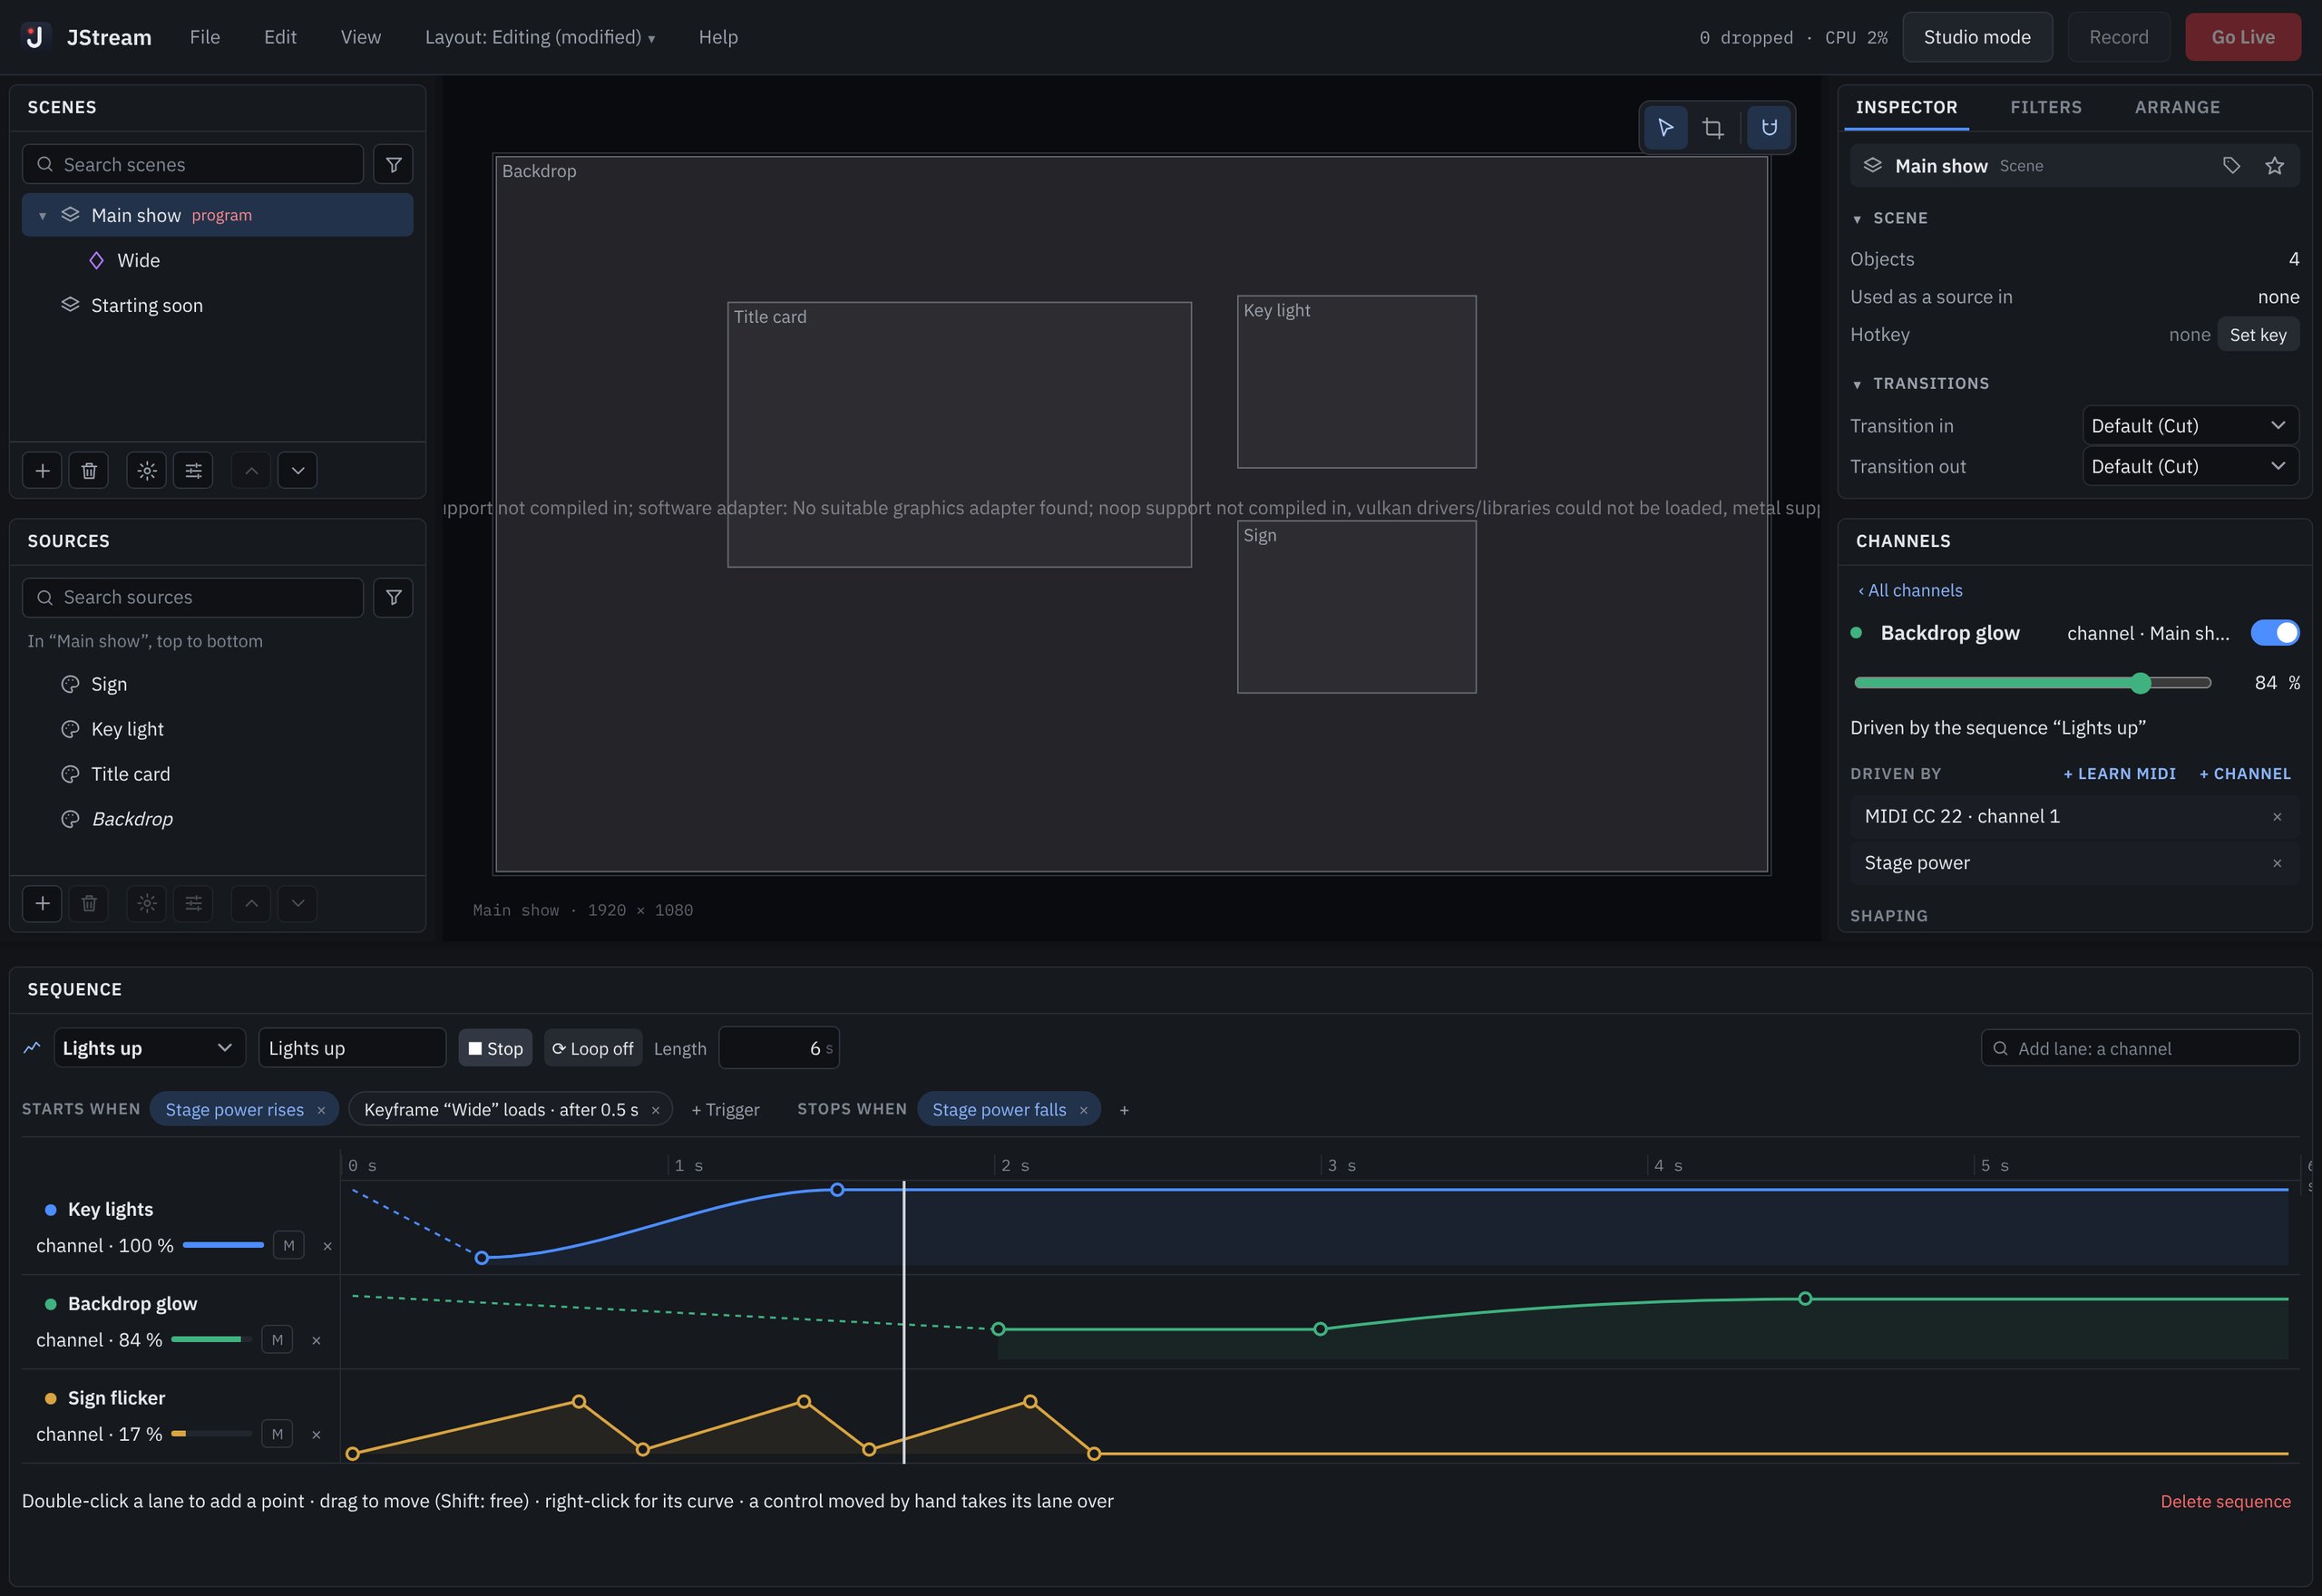 JStream File Edit View Layout: Editing (modified) ▾ Help 0 dropped · CPU 2% Studio mode Record Go Live
SCENES
Search scenes
▾ Main show program
Wide
Starting soon
SOURCES
Search sources
In “Main show”, top to bottom
Sign
Key light
Title card
Backdrop
Backdrop
Title card
Key light
not compiled in; software adapter: No suitable graphics adapter found; noop support not compiled in, vulkan drivers/libraries could not be loaded, metal
Sign
Main show · 1920 × 1080
INSPECTOR FILTERS ARRANGE
Main show Scene
▾ SCENE
Objects 4
Used as a source in none
Hotkey none Set key
▾ TRANSITIONS
Transition in Default (Cut)
Transition out Default (Cut)
CHANNELS
‹ All channels
Backdrop glow channel · Main sh...
84 %
Driven by the sequence “Lights up”
DRIVEN BY + LEARN MIDI + CHANNEL
MIDI CC 22 · channel 1 ×
Stage power ×
SHAPING
SEQUENCE
Lights up Lights up Stop ⟳ Loop off Length 6 s Add lane: a channel
STARTS WHEN Stage power rises × Keyframe “Wide” loads · after 0.5 s × + Trigger STOPS WHEN Stage power falls × +
0 s 1 s 2 s 3 s 4 s 5 s
Key lights
channel · 100 % M ×
Backdrop glow
channel · 84 % M ×
Sign flicker
channel · 17 % M ×
Double-click a lane to add a point · drag to move (Shift: free) · right-click for its curve · a control moved by hand takes its lane over Delete sequence